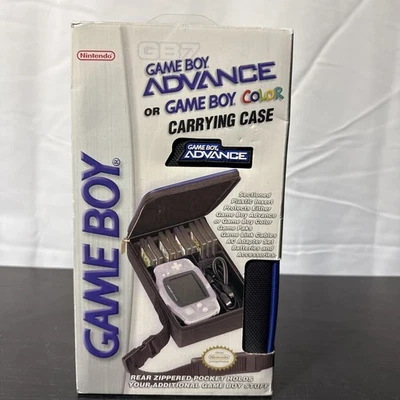 Nintendo
GB7
GAME BOY
ADVANCE
OR GAME BOY COLOR
CARRYING CASE
GAME BOY
ADVANCE
Sectioned
Plastic Insert
Protects Either
Game Boy Advance
or Game Boy Color
Game Paks
Game Link Cables
AC Adapter Set
Batteries and
Accessories
GAME BOY®
REAR ZIPPERED POCKET HOLDS
YOUR ADDITIONAL GAME BOY STUFF